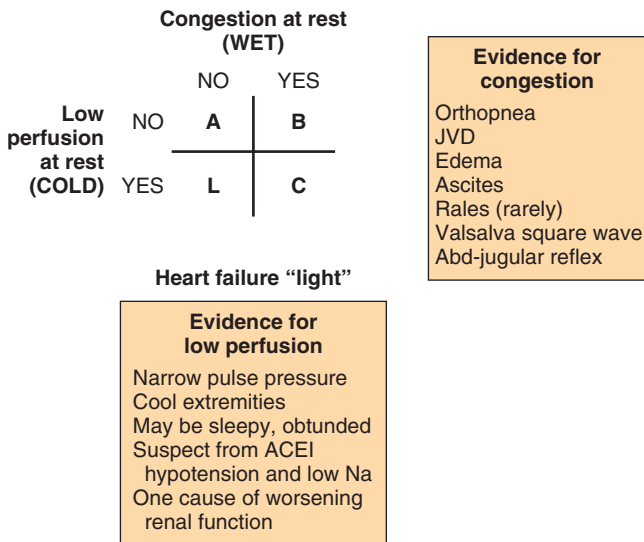 Congestion at rest
(WET)
NO YES
Low
perfusion
at rest
(COLD)
NO A B
YES L C
Heart failure “light”
Evidence for
congestion
Orthopnea
JVD
Edema
Ascites
Rales (rarely)
Valsalva square wave
Abd-jugular reflex
Evidence for
low perfusion
Narrow pulse pressure
Cool extremities
May be sleepy, obtunded
Suspect from ACEI
hypotension and low Na
One cause of worsening
renal function